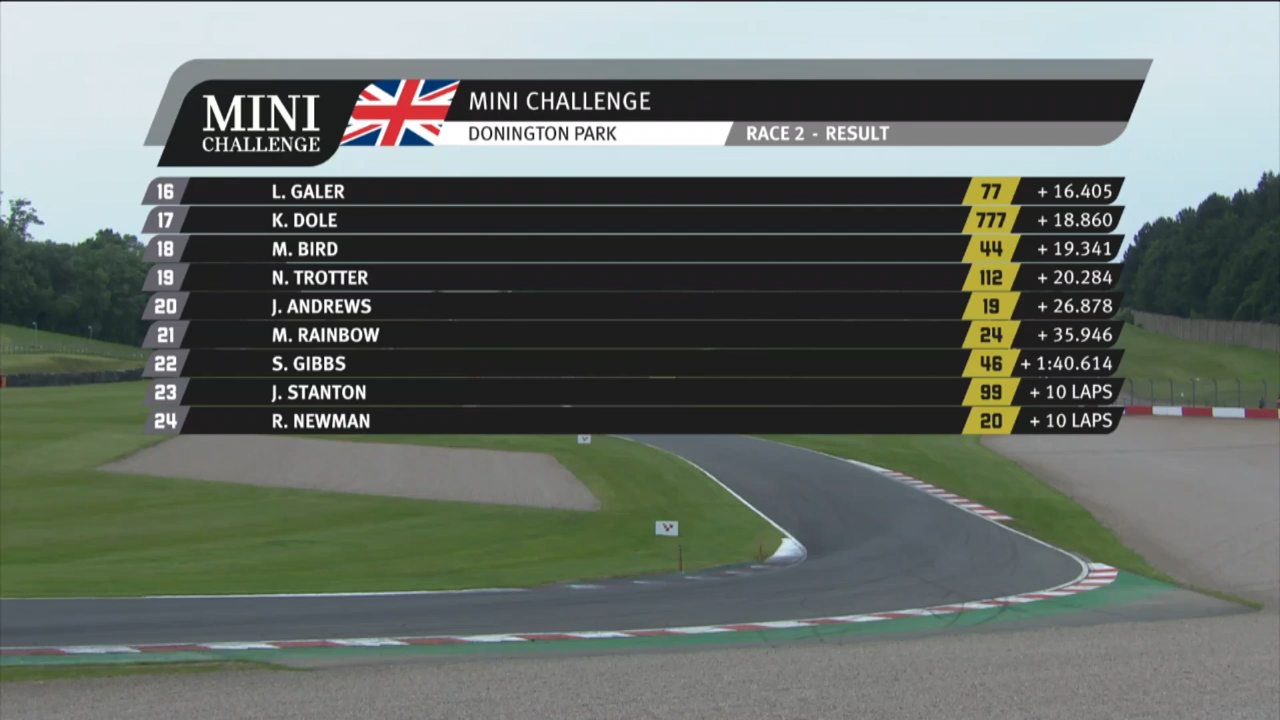 MINI
CHALLENGE
MINI CHALLENGE
DONINGTON PARK RACE 2 - RESULT
16 L. GALER 77 + 16.405
17 K. DOLE 777 + 18.860
18 M. BIRD 44 + 19.341
19 N. TROTTER 112 + 20.284
20 J. ANDREWS 19 + 26.878
21 M. RAINBOW 24 + 35.946
22 S. GIBBS 46 + 1:40.614
23 J. STANTON 99 + 10 LAPS
24 R. NEWMAN 20 + 10 LAPS